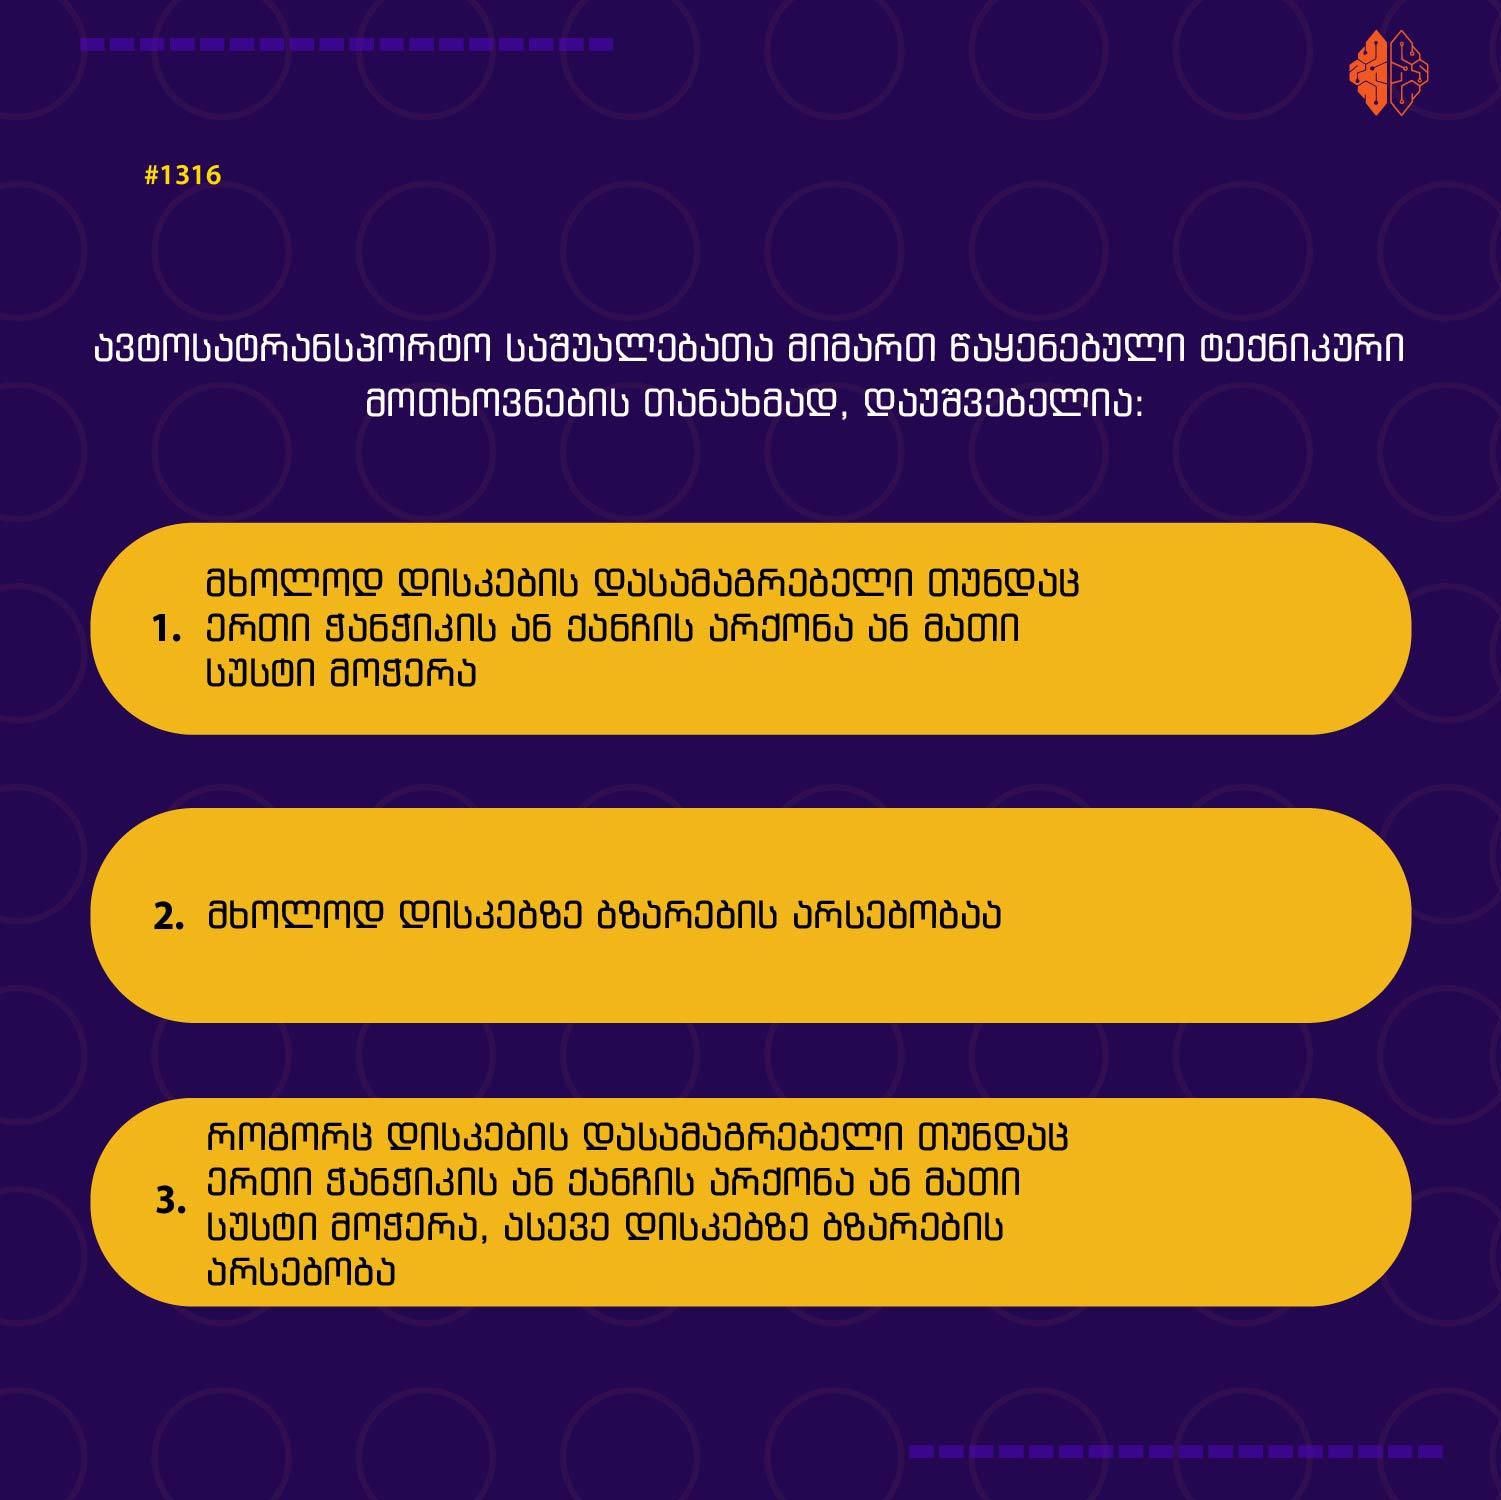 #1316
ავტოსატრანსპორტო საშუალებათა მიმართ წაყენებული ტექნიკური
მოთხოვნების თანახმად, დაუშვებელია:
1. მხოლოდ დისკების დასამაგრებელი თუნდაც
ერთი ჭანჭიკის ან ქანჩის არქონა ან მათი
სუსტი მოჭერა
2. მხოლოდ დისკებზე ბზარების არსებობაა
3. როგორც დისკების დასამაგრებელი თუნდაც
ერთი ჭანჭიკის ან ქანჩის არქონა ან მათი
სუსტი მოჭერა, ასევე დისკებზე ბზარების
არსებობა